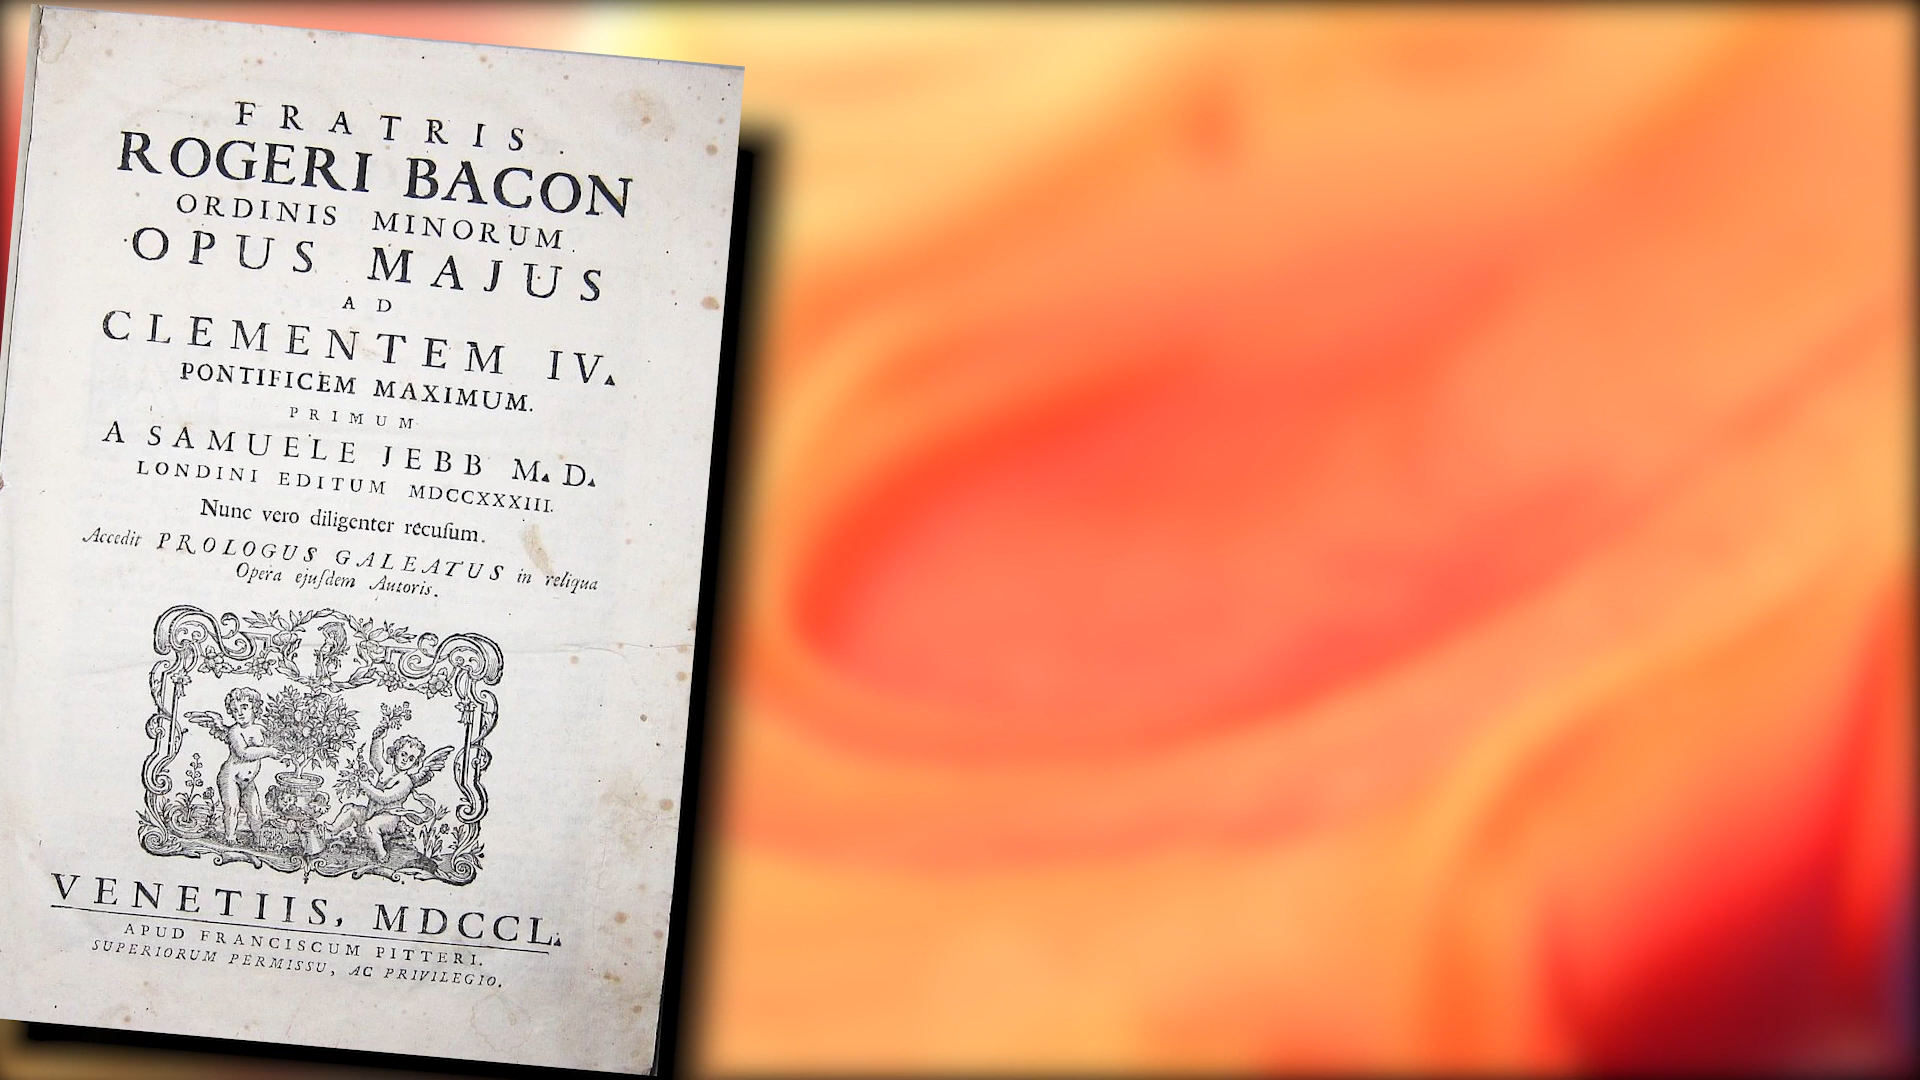 FRATRIS
ROGERI BACON
ORDINIS MINORUM
OPUS MAJUS
AD
CLEMENTEM IV.
PONTIFICEM MAXIMUM.
PRIMUM
A SAMUELE JEBB M. D.
LONDINI EDITUM MDCCXXXIII.
Nunc vero diligenter recuſum.
Accedit PROLOGUS GALEATUS in reliqua
Opera ejuſdem Autoris.
VENETIIS, MDCCL.
APUD FRANCISCUM PITTERI.
SUPERIORUM PERMISSU, AC PRIVILEGIO.